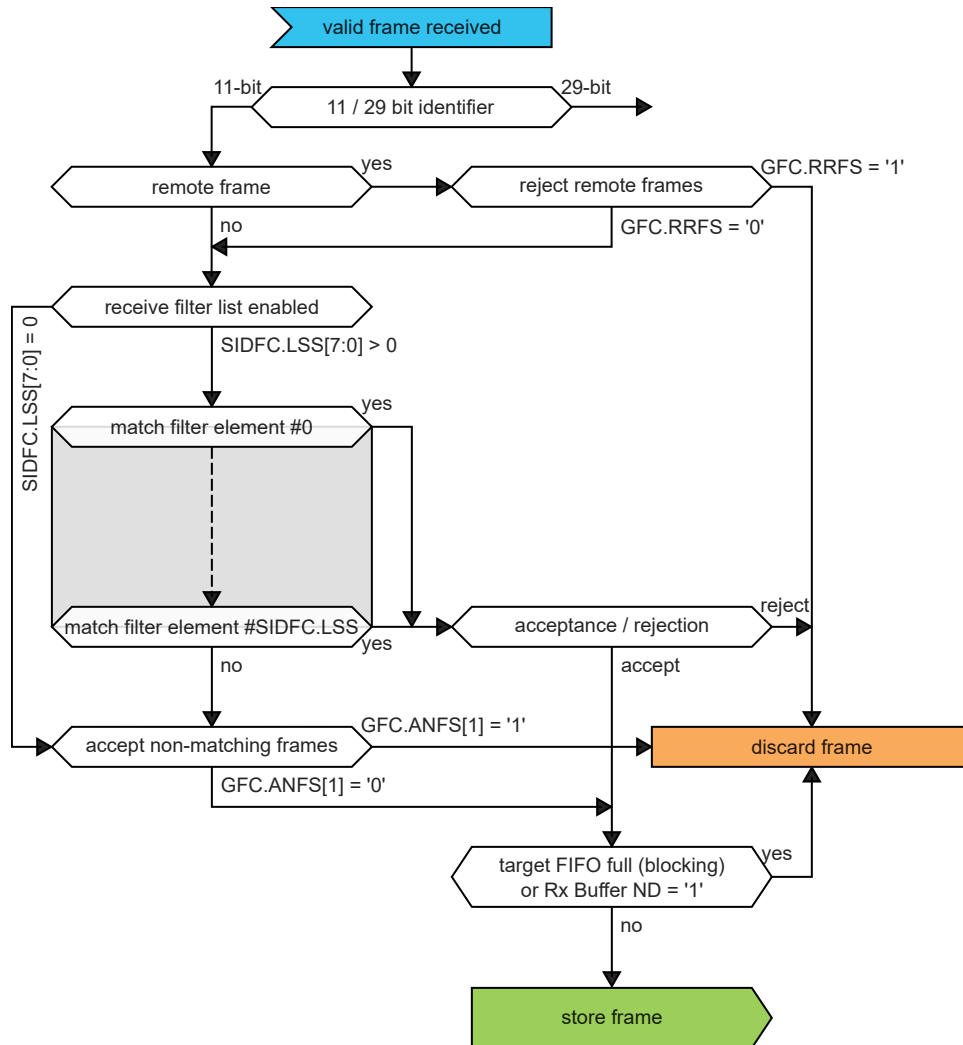 valid frame received
11-bit
29-bit
11 / 29 bit identifier
yes
GFC.RRFS = '1'
remote frame
reject remote frames
no
GFC.RRFS = '0'
receive filter list enabled
SIDFC.LSS[7:0] = 0
SIDFC.LSS[7:0] > 0
yes
match filter element #0
reject
match filter element #SIDFC.LSS
acceptance / rejection
yes
no
accept
GFC.ANFS[1] = '1'
accept non-matching frames
discard frame
GFC.ANFS[1] = '0'
yes
target FIFO full (blocking)
or Rx Buffer ND = '1'
no
store frame